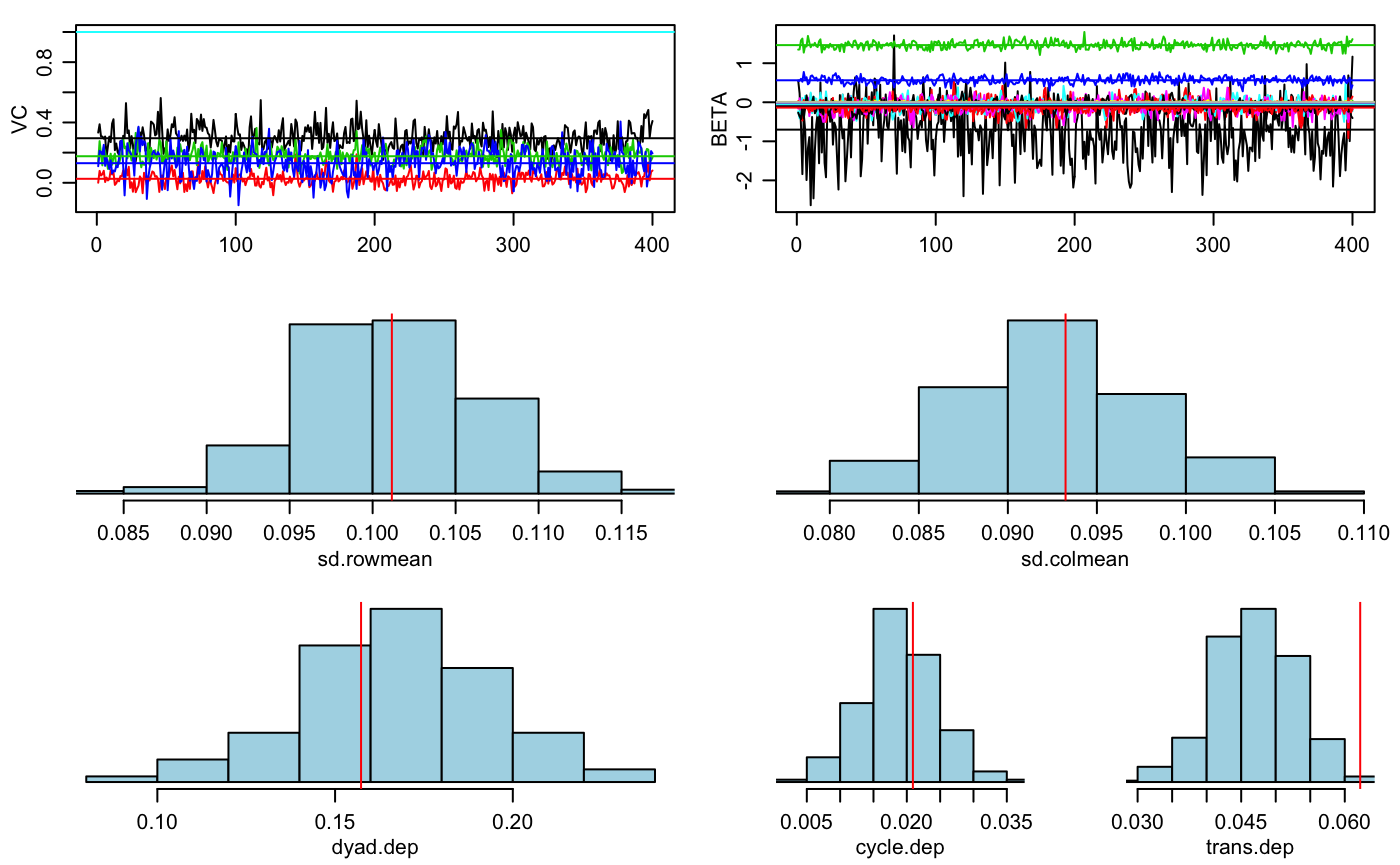 VC
0.0 0.4 0.8
0 100 200 300 400
BETA
-2 -1 0 1
0 100 200 300 400
0.085 0.090 0.095 0.100 0.105 0.110 0.115
sd.rowmean
0.080 0.085 0.090 0.095 0.100 0.105 0.110
sd.colmean
0.10 0.15 0.20
dyad.dep
0.005 0.020 0.035
cycle.dep
0.030 0.045 0.060
trans.dep